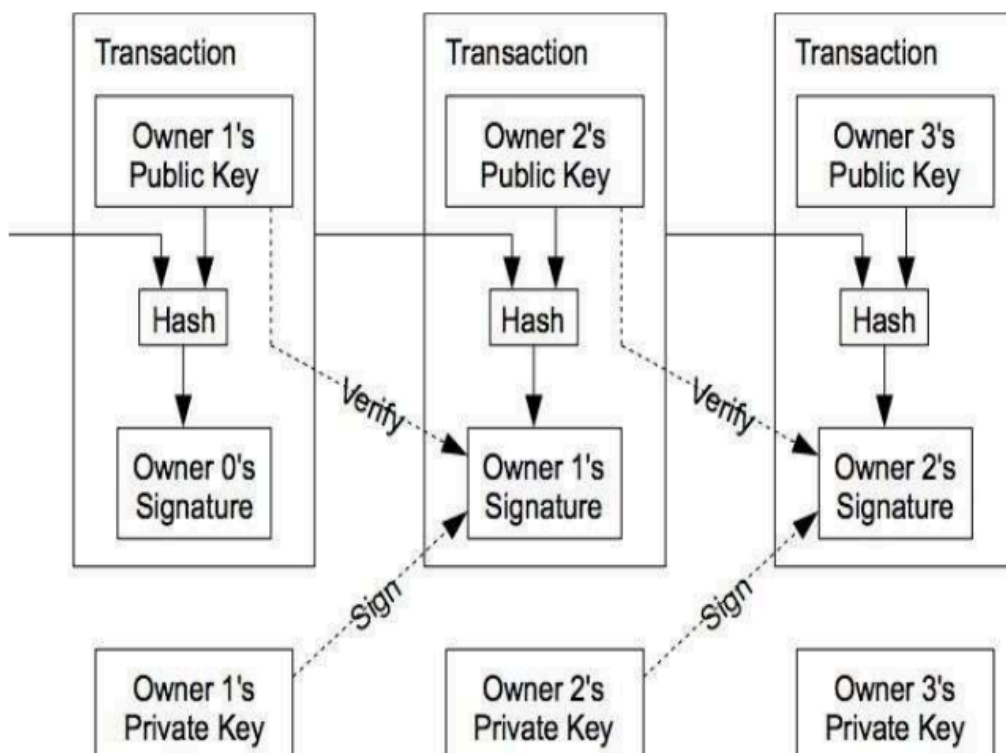 Transaction
Transaction
Transaction
Owner 1's
Public Key
Owner 2's
Public Key
Owner 3's
Public Key
Hash
Hash
Hash
Verify
Verify
Owner 0's
Signature
Owner 1's
Signature
Owner 2's
Signature
Sign
Sign
Owner 1's
Private Key
Owner 2's
Private Key
Owner 3's
Private Key